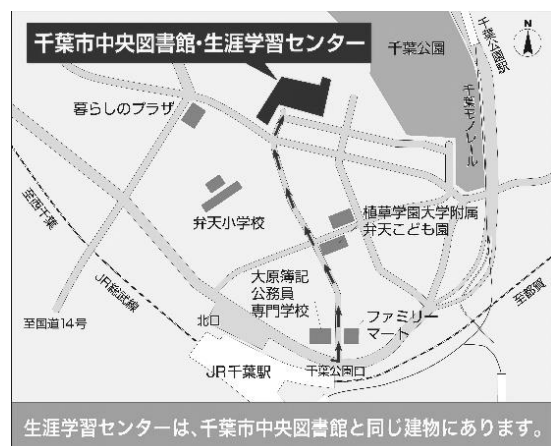 千葉市中央図書館・生涯学習センター
N
千葉公園
千葉公園駅
千葉モノレール
暮らしのプラザ
至西千葉
弁天小学校
植草学園大学附属
弁天こども園
JR総武線
大原簿記
公務員
専門学校
ファミリー
マート
至都賀
至国道14号
北口
JR千葉駅
千葉公園口
生涯学習センターは、千葉市中央図書館と同じ建物にあります。